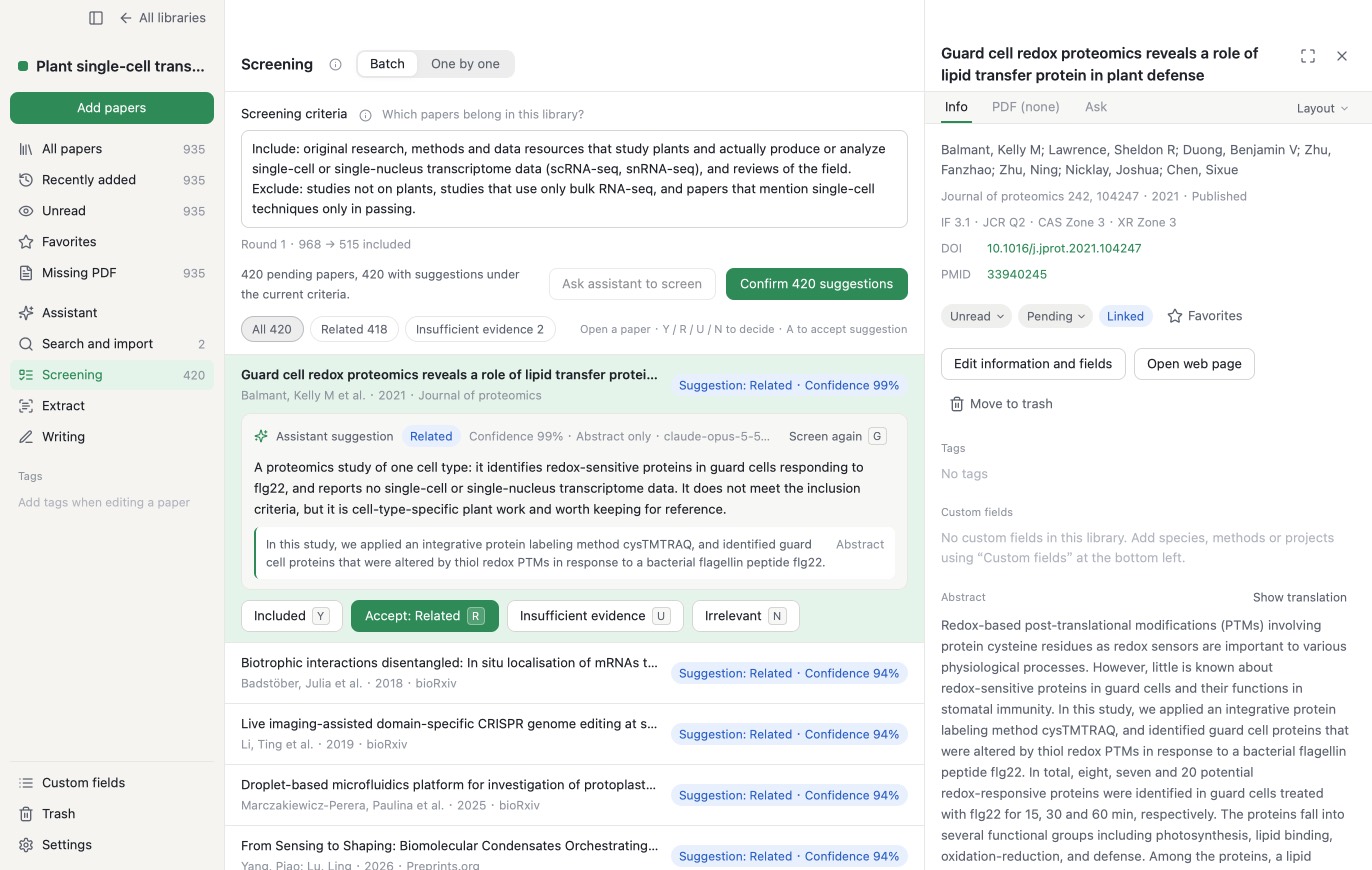 All libraries
Plant single-cell trans...
Add papers
All papers 935
Recently added 935
Unread 935
Favorites
Missing PDF 935
Assistant
Search and import 2
Screening 420
Extract
Writing
Tags
Add tags when editing a paper
Custom fields
Trash
Settings
Screening Batch One by one
Screening criteria Which papers belong in this library?
Include: original research, methods and data resources that study plants and actually produce or analyze
single-cell or single-nucleus transcriptome data (scRNA-seq, snRNA-seq), and reviews of the field.
Exclude: studies not on plants, studies that use only bulk RNA-seq, and papers that mention single-cell
techniques only in passing.
Round 1 · 968 → 515 included
420 pending papers, 420 with suggestions under
the current criteria.
Ask assistant to screen Confirm 420 suggestions
All 420 Related 418 Insufficient evidence 2 Open a paper · Y / R / U / N to decide · A to accept suggestion
Guard cell redox proteomics reveals a role of lipid transfer protei...
Balmant, Kelly M et al. · 2021 · Journal of proteomics
Suggestion: Related · Confidence 99%
Assistant suggestion Related Confidence 99% · Abstract only · claude-opus-5-5... Screen again G
A proteomics study of one cell type: it identifies redox-sensitive proteins in guard cells responding to
flg22, and reports no single-cell or single-nucleus transcriptome data. It does not meet the inclusion
criteria, but it is cell-type-specific plant work and worth keeping for reference.
In this study, we applied an integrative protein labeling method cysTMTRAQ, and identified guard
cell proteins that were altered by thiol redox PTMs in response to a bacterial flagellin peptide flg22.
Abstract
Included Y Accept: Related R Insufficient evidence U Irrelevant N
Biotrophic interactions disentangled: In situ localisation of mRNAs t...
Badstöber, Julia et al. · 2018 · bioRxiv
Suggestion: Related · Confidence 94%
Live imaging-assisted domain-specific CRISPR genome editing at s...
Li, Ting et al. · 2019 · bioRxiv
Suggestion: Related · Confidence 94%
Droplet-based microfluidics platform for investigation of protoplast...
Marczakiewicz-Perera, Paulina et al. · 2025 · bioRxiv
Suggestion: Related · Confidence 94%
From Sensing to Shaping: Biomolecular Condensates Orchestrating...
Yang, Piao; Lu, Ling · 2026 · Preprints.org
Suggestion: Related · Confidence 94%
Guard cell redox proteomics reveals a role of
lipid transfer protein in plant defense
Info PDF (none) Ask Layout
Balmant, Kelly M; Lawrence, Sheldon R; Duong, Benjamin V; Zhu,
Fanzhao; Zhu, Ning; Nicklay, Joshua; Chen, Sixue
Journal of proteomics 242, 104247 · 2021 · Published
IF 3.1 · JCR Q2 · CAS Zone 3 · XR Zone 3
DOI 10.1016/j.jprot.2021.104247
PMID 33940245
Unread Pending Linked Favorites
Edit information and fields Open web page
Move to trash
Tags
No tags
Custom fields
No custom fields in this library. Add species, methods or projects
using “Custom fields” at the bottom left.
Abstract Show translation
Redox-based post-translational modifications (PTMs) involving
protein cysteine residues as redox sensors are important to various
physiological processes. However, little is known about
redox-sensitive proteins in guard cells and their functions in
stomatal immunity. In this study, we applied an integrative protein
labeling method cysTMTRAQ, and identified guard cell proteins that
were altered by thiol redox PTMs in response to a bacterial flagellin
peptide flg22. In total, eight, seven and 20 potential
redox-responsive proteins were identified in guard cells treated
with flg22 for 15, 30 and 60 min, respectively. The proteins fall into
several functional groups including photosynthesis, lipid binding,
oxidation-reduction, and defense. Among the proteins, a lipid